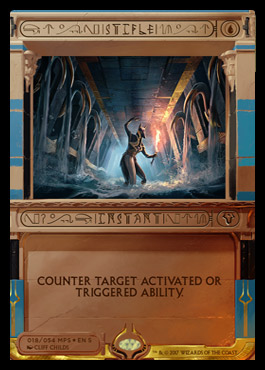 STIFLE
INSTANT
COUNTER TARGET ACTIVATED OR
TRIGGERED ABILITY.
018/054 MPS • EN S
CLIFF CHILDS
™ & © 2017 WIZARDS OF THE COAST